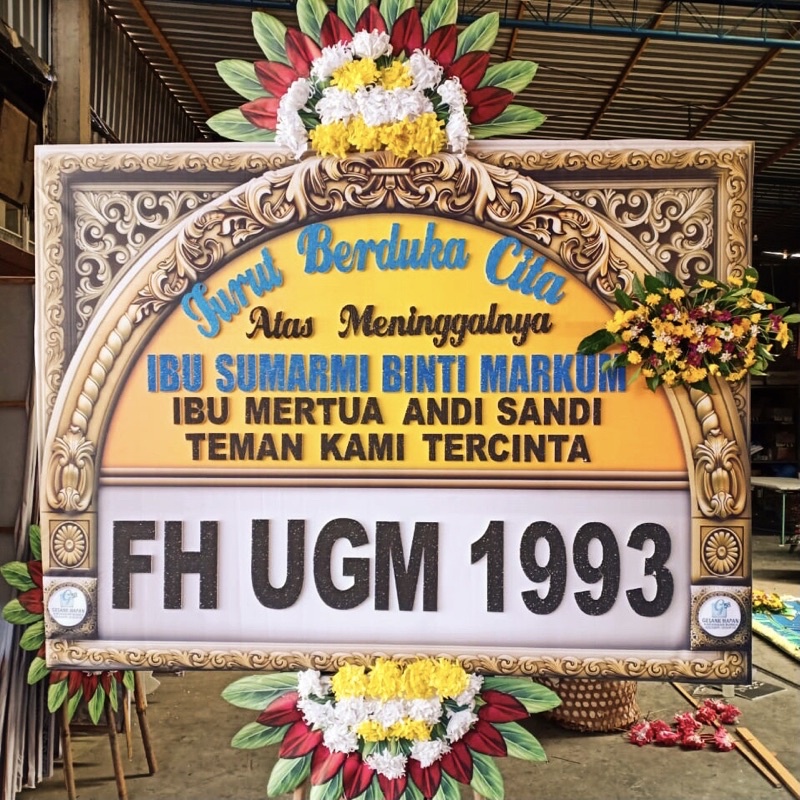 Turut Berduka Cita
Atas Meninggalnya
IBU SUMARMI BINTI MARKUM
IBU MERTUA ANDI SANDI
TEMAN KAMI TERCINTA
FH UGM 1993